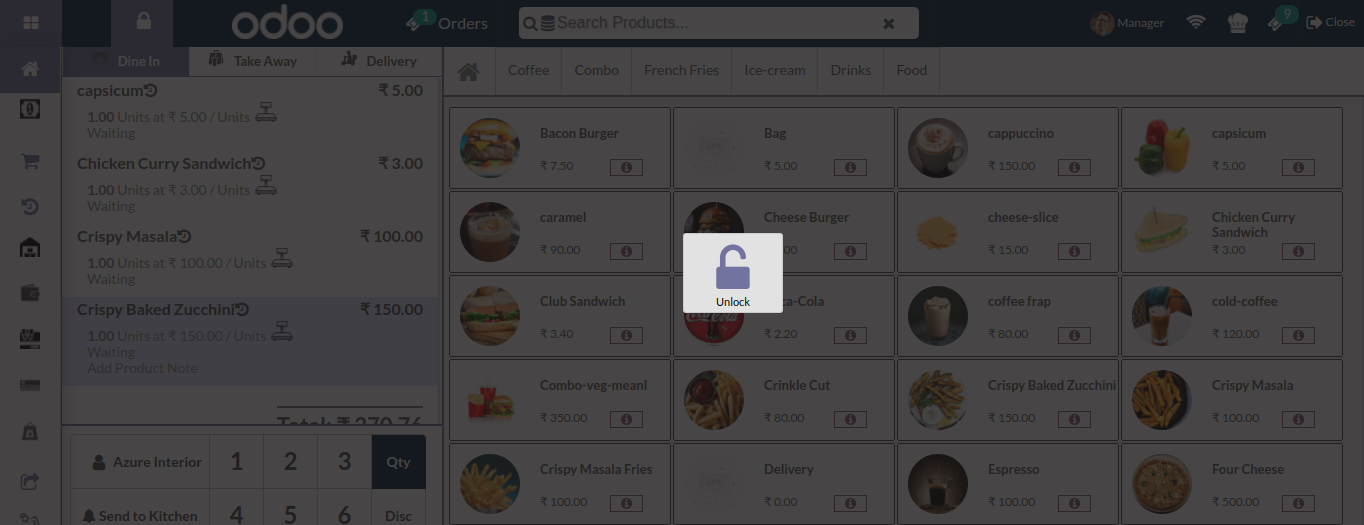 odoo
1
Orders
Search Products...
Manager
9
Close
Dine In
Take Away
Delivery
Coffee
Combo
French Fries
Ice-cream
Drinks
Food
capsicum ₹ 5.00
1.00 Units at ₹ 5.00 / Units
Waiting
Chicken Curry Sandwich ₹ 3.00
1.00 Units at ₹ 3.00 / Units
Waiting
Crispy Masala ₹ 100.00
1.00 Units at ₹ 100.00 / Units
Waiting
Crispy Baked Zucchini ₹ 150.00
1.00 Units at ₹ 150.00 / Units
Waiting
Add Product Note
Total: ₹ 270.76
Azure Interior
1 2 3 Qty
Send to Kitchen
4 5 6 Disc
Bacon Burger
₹ 7.50
Bag
₹ 5.00
cappuccino
₹ 150.00
capsicum
₹ 5.00
caramel
₹ 90.00
Cheese Burger
00
cheese-slice
₹ 15.00
Chicken Curry
Sandwich
₹ 3.00
Unlock
Club Sandwich
₹ 3.40
ca-Cola
₹ 2.20
coffee frap
₹ 80.00
cold-coffee
₹ 120.00
Combo-veg-meanl
₹ 350.00
Crinkle Cut
₹ 80.00
Crispy Baked Zucchini
₹ 150.00
Crispy Masala
₹ 100.00
Crispy Masala Fries
₹ 100.00
Delivery
₹ 0.00
Espresso
₹ 100.00
Four Cheese
₹ 500.00